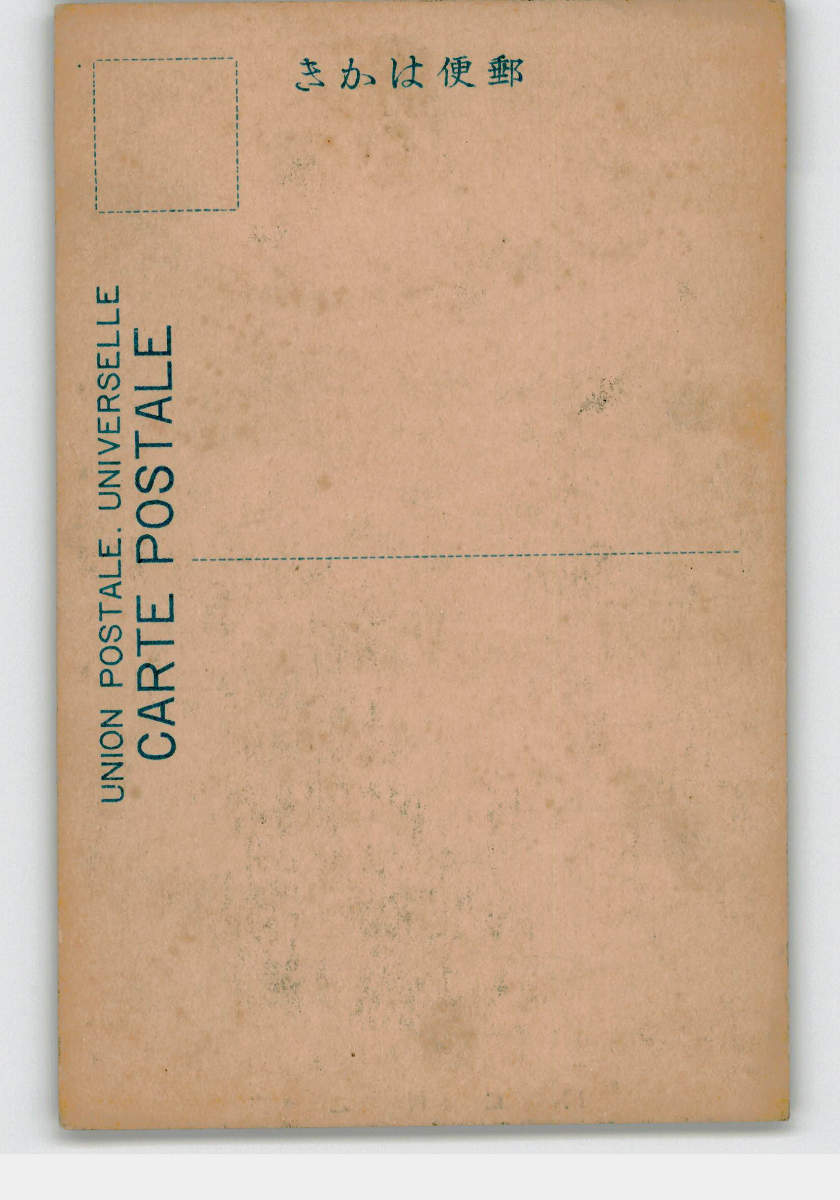 郵便はかき
UNION POSTALE. UNIVERSELLE
CARTE POSTALE